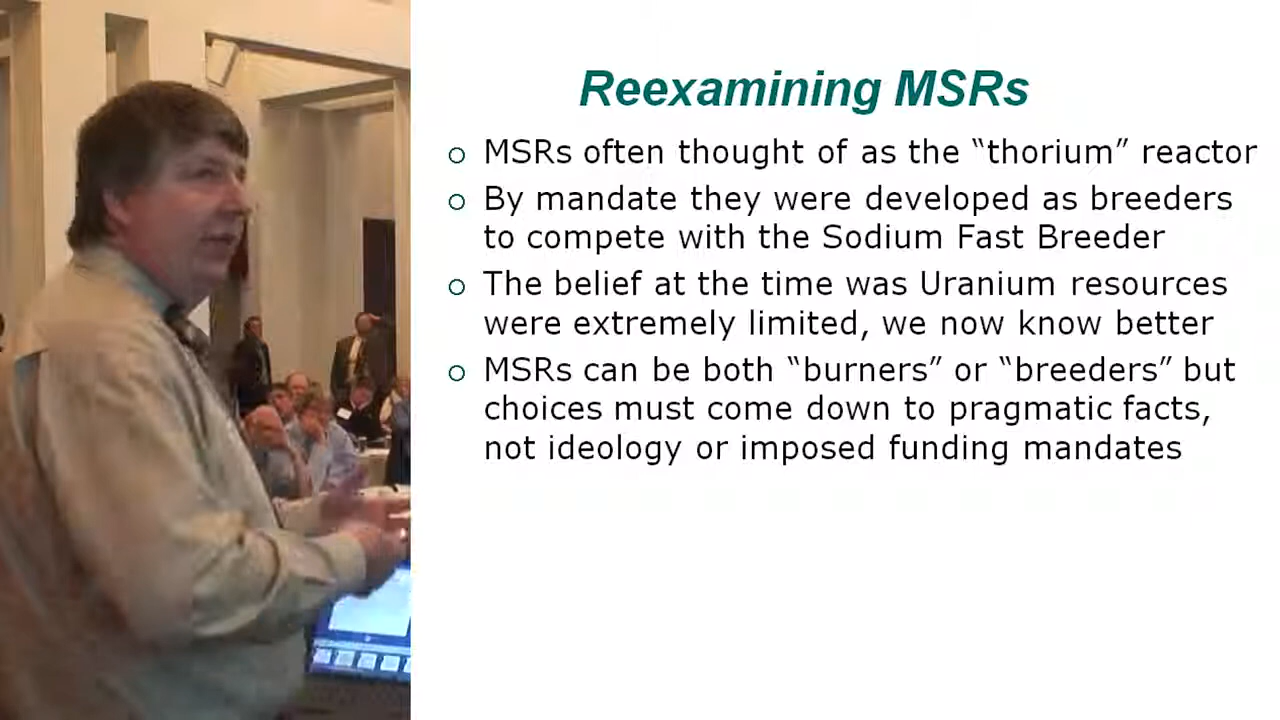 Reexamining MSRs
MSRs often thought of as the “thorium” reactor
By mandate they were developed as breeders
to compete with the Sodium Fast Breeder
The belief at the time was Uranium resources
were extremely limited, we now know better
MSRs can be both “burners” or “breeders” but
choices must come down to pragmatic facts,
not ideology or imposed funding mandates